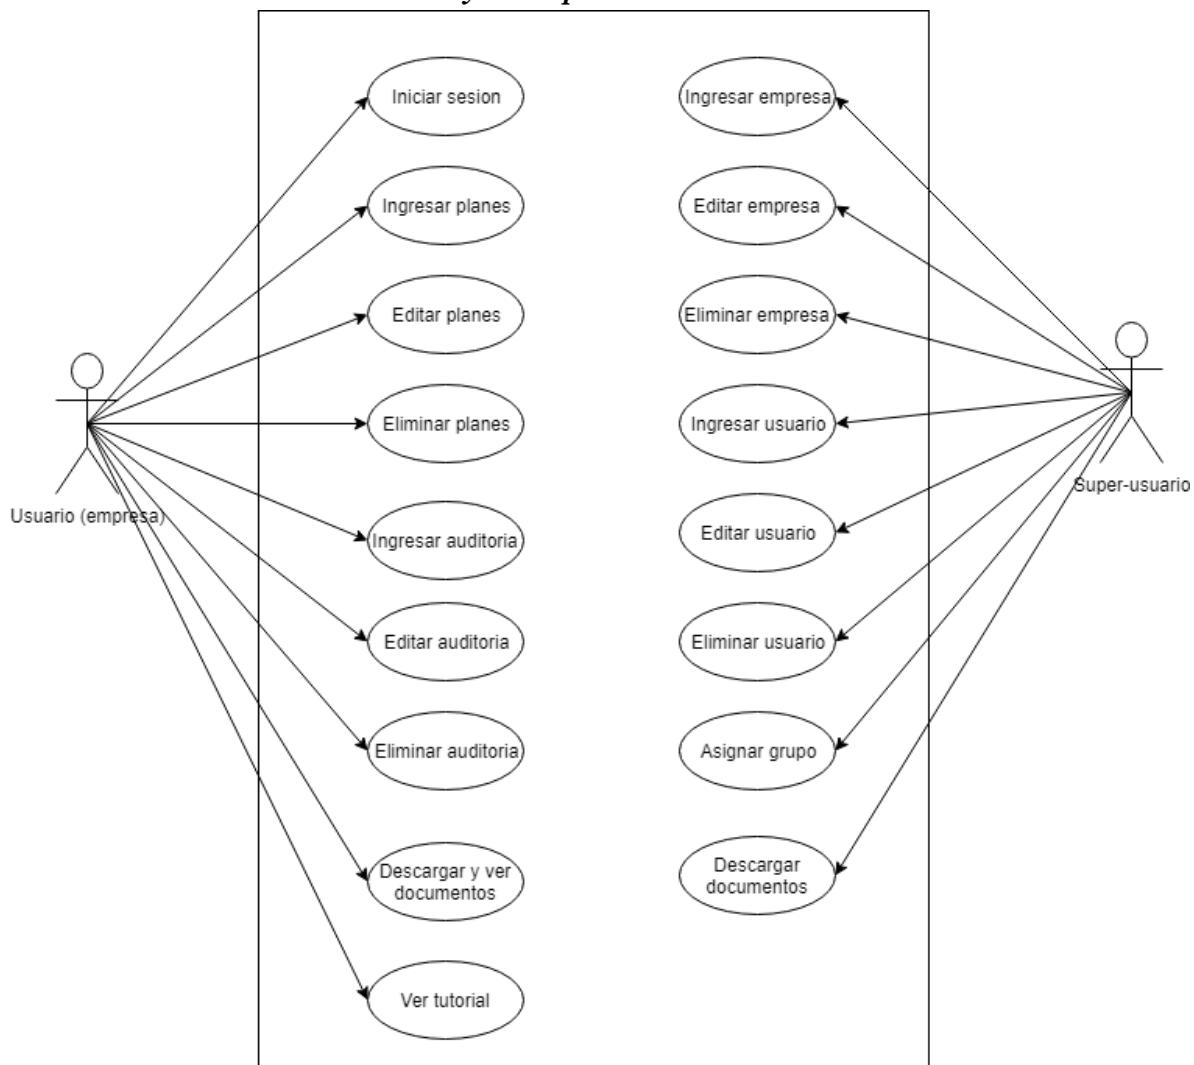 Iniciar sesion
Ingresar empresa
Ingresar planes
Editar empresa
Editar planes
Eliminar empresa
Eliminar planes
Ingresar usuario
Usuario (empresa)
Super-usuario
Ingresar auditoria
Editar usuario
Editar auditoria
Eliminar usuario
Eliminar auditoria
Asignar grupo
Descargar y ver
documentos
Descargar
documentos
Ver tutorial